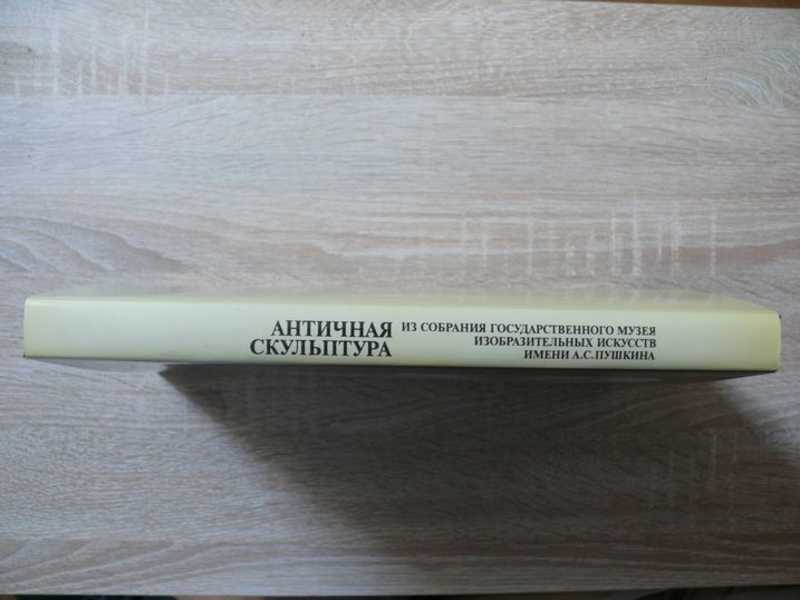 АНТИЧНАЯ
СКУЛЬПТУРА
ИЗ СОБРАНИЯ ГОСУДАРСТВЕННОГО МУЗЕЯ
ИЗОБРАЗИТЕЛЬНЫХ ИСКУССТВ
ИМЕНИ А.С.ПУШКИНА